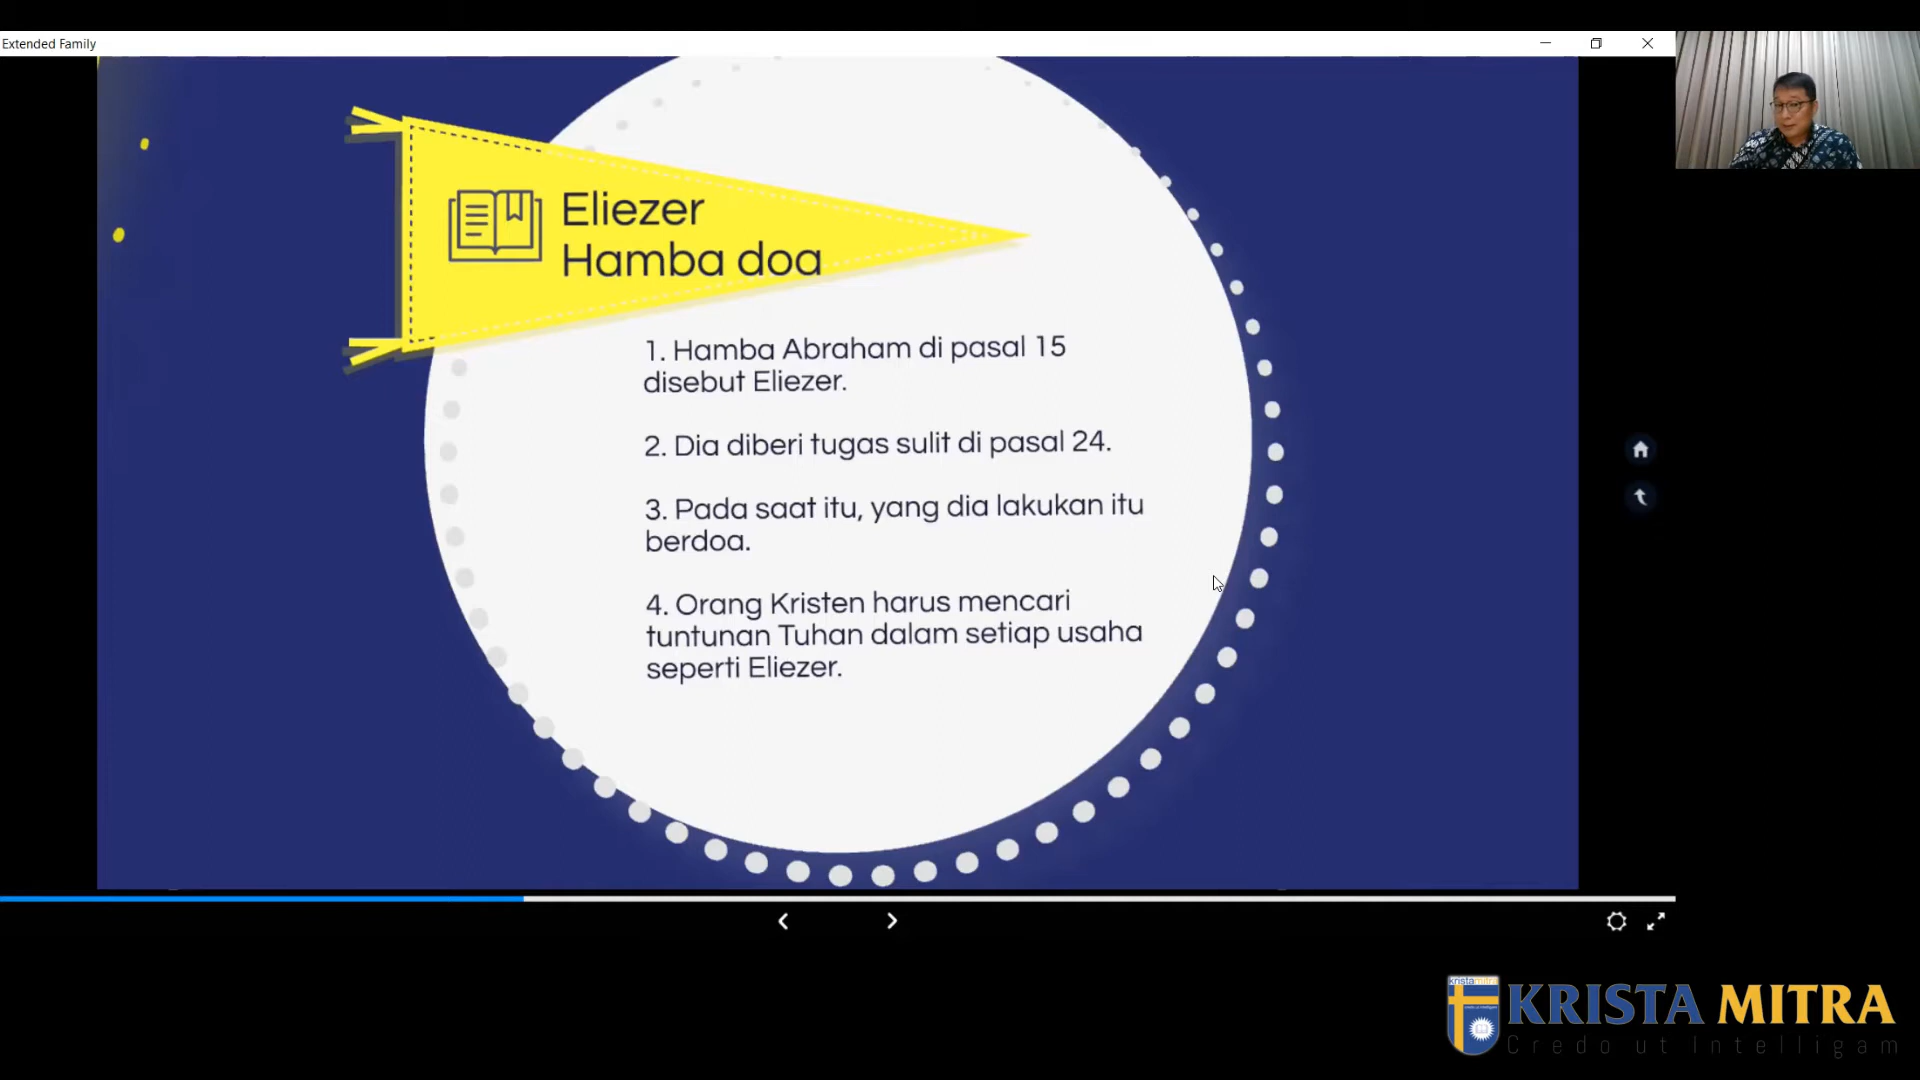 Extended Family
Eliezer
Hamba doa
1. Hamba Abraham di pasal 15
disebut Eliezer.
2. Dia diberi tugas sulit di pasal 24.
3. Pada saat itu, yang dia lakukan itu
berdoa.
4. Orang Kristen harus mencari
tuntunan Tuhan dalam setiap usaha
seperti Eliezer.
kristamitra
KRISTA MITRA
Credo ut Intelligam